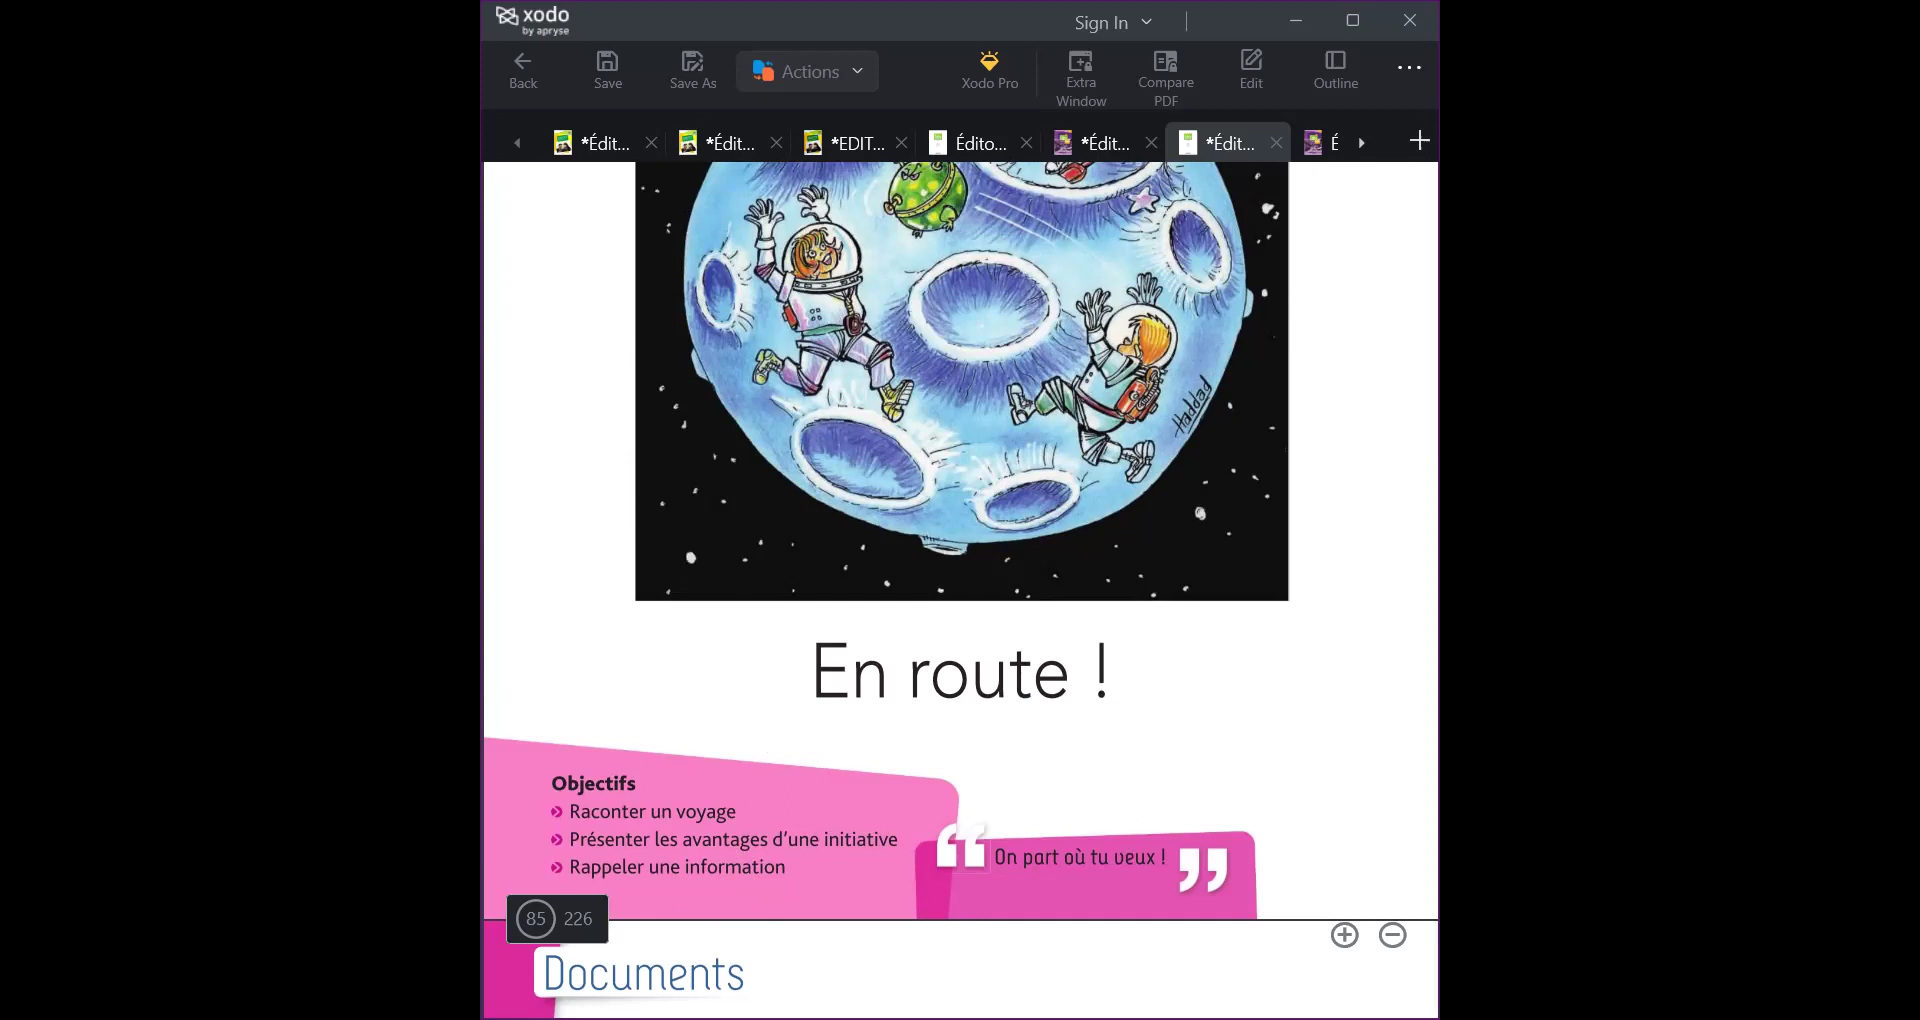 xodo
by apryse
Sign In
Back
Save
Save As
Actions
Xodo Pro
Extra Window
Compare PDF
Edit
Outline
*Édit...
*Édit...
*EDIT...
Édito...
*Édit...
*Édit...
É
Haddad
En route !
Objectifs
Raconter un voyage
Présenter les avantages d'une initiative
Rappeler une information
“ On part où tu veux ! ”
85 226
Documents